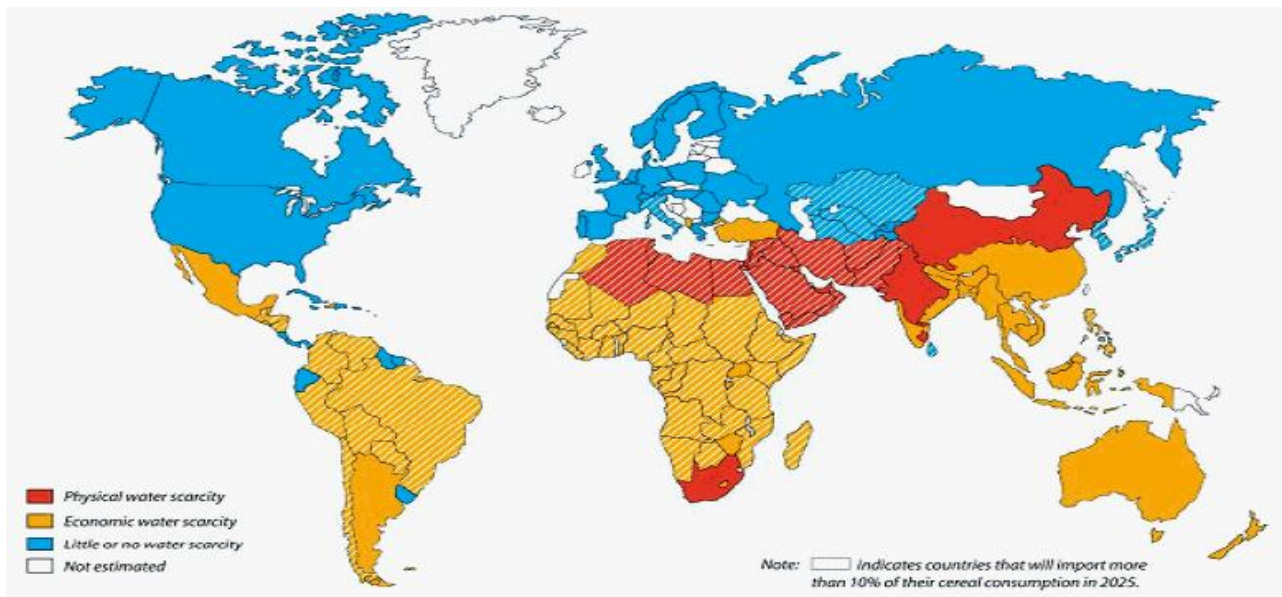 Physical water scarcity
Economic water scarcity
Little or no water scarcity
Not estimated
Note: indicates countries that will import more
than 10% of their cereal consumption in 2025.